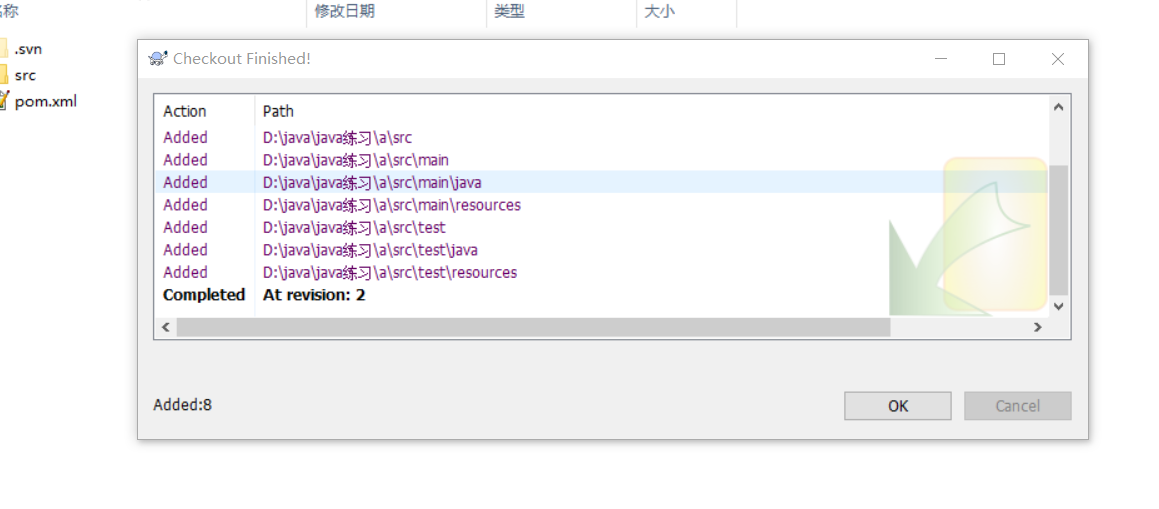 名称 修改日期 类型 大小
.svn
src
pom.xml
Checkout Finished!
Action Path
Added D:\java\java练习\a\src
Added D:\java\java练习\a\src\main
Added D:\java\java练习\a\src\main\java
Added D:\java\java练习\a\src\main\resources
Added D:\java\java练习\a\src\test
Added D:\java\java练习\a\src\test\java
Added D:\java\java练习\a\src\test\resources
Completed At revision: 2
Added:8
OK Cancel